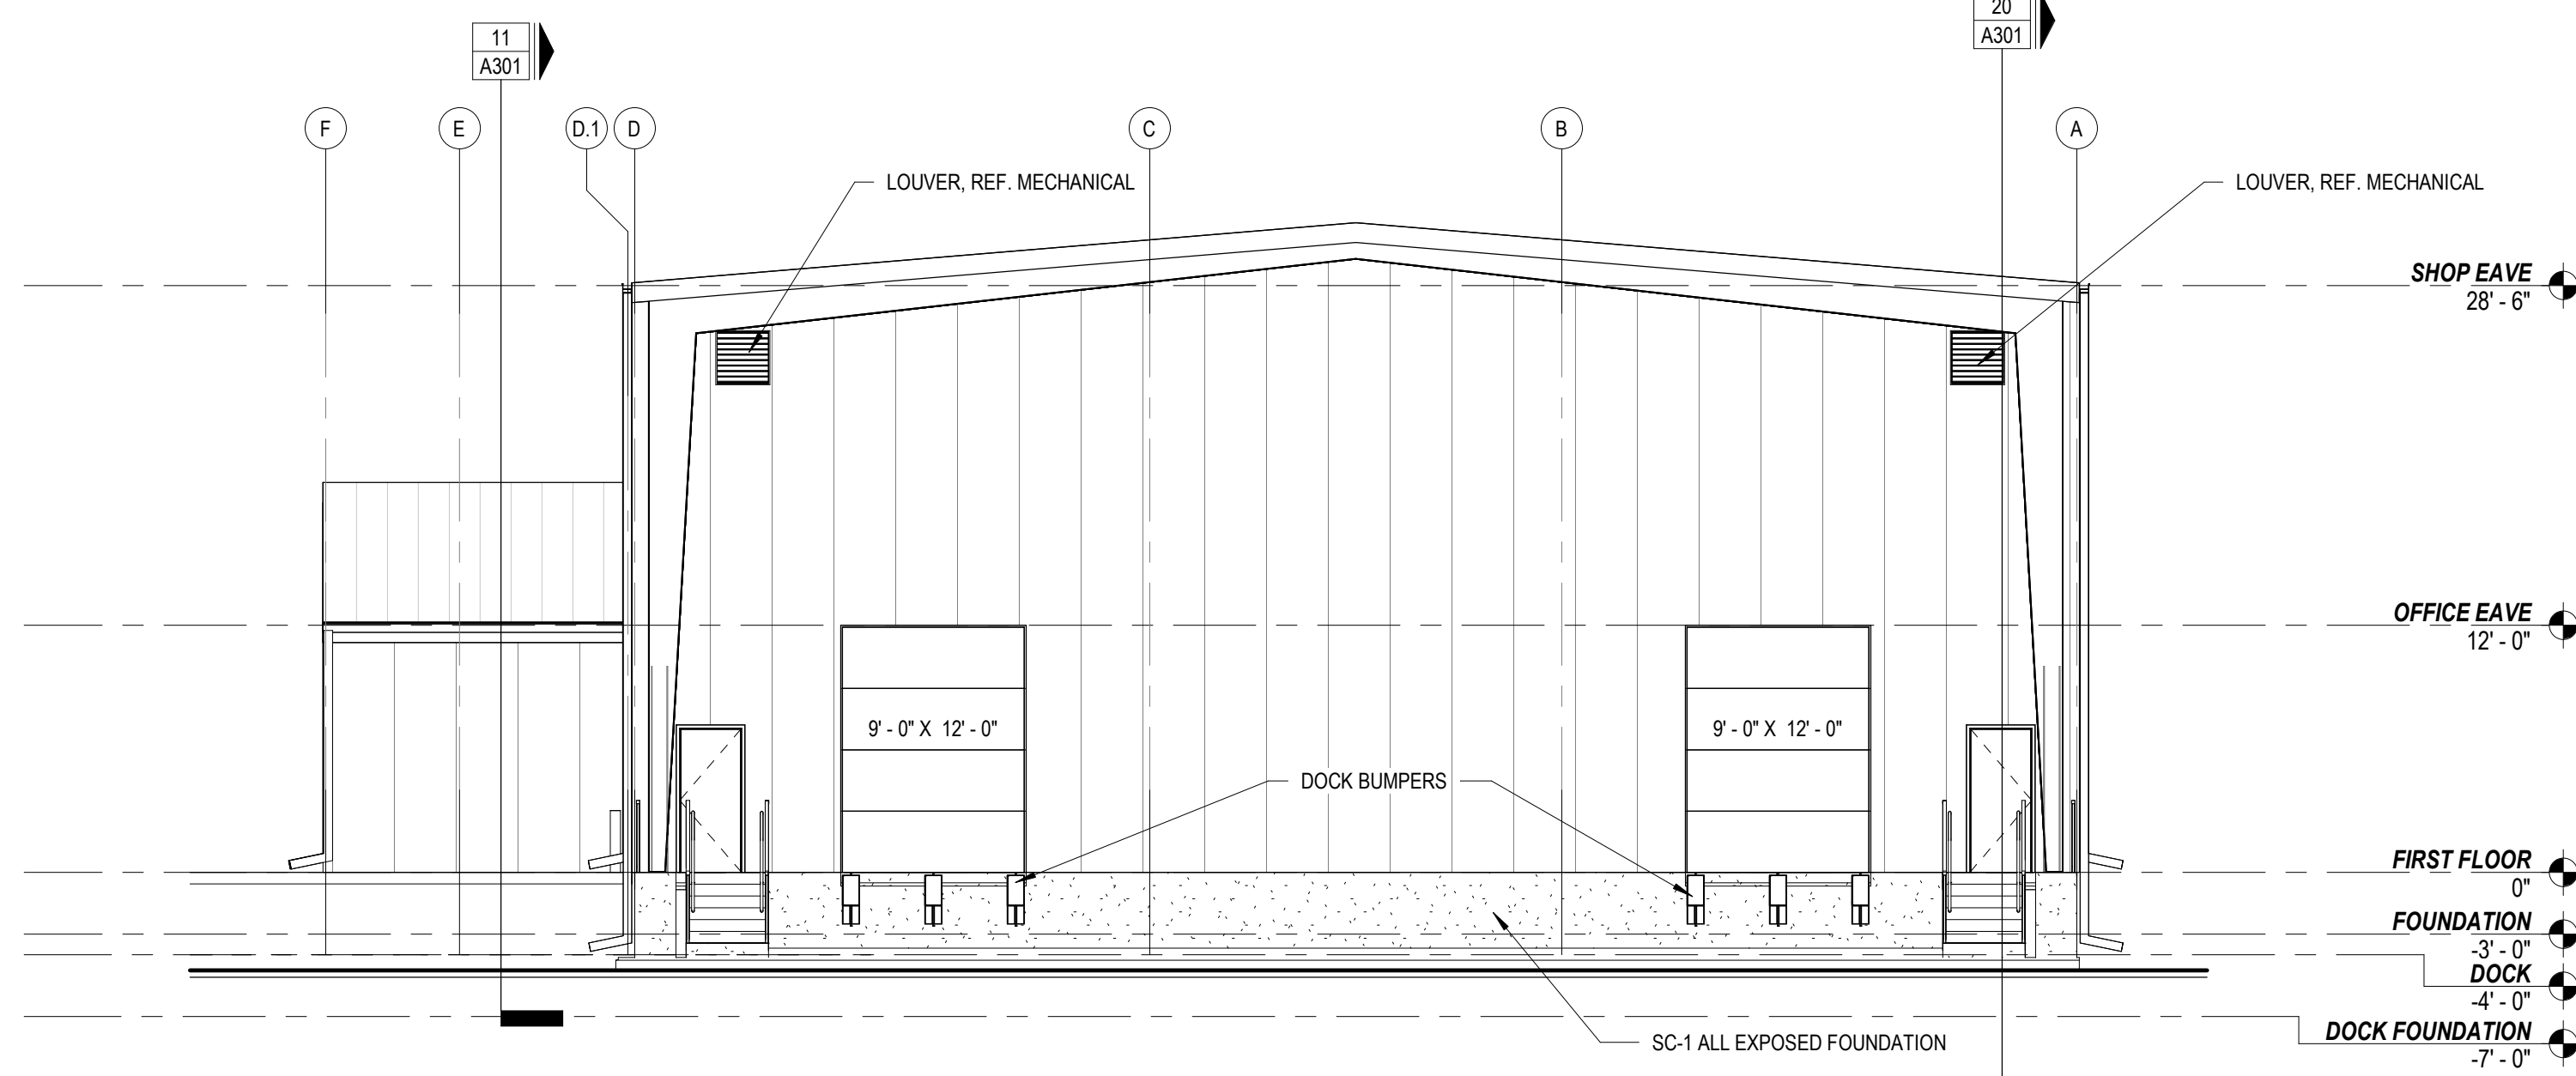 20
A301
11
A301
F
E
D.1
D
C
B
A
LOUVER, REF. MECHANICAL
LOUVER, REF. MECHANICAL
SHOP EAVE
28' - 6"
OFFICE EAVE
12' - 0"
9' - 0" X 12' - 0"
9' - 0" X 12' - 0"
DOCK BUMPERS
FIRST FLOOR
0"
FOUNDATION
-3' - 0"
DOCK
-4' - 0"
DOCK FOUNDATION
-7' - 0"
SC-1 ALL EXPOSED FOUNDATION